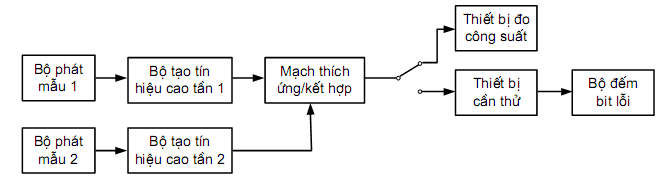 Thiết bị đo
công suất
Bộ phát
mẫu 1
Bộ tạo tín
hiệu cao tần 1
Mạch thích
ứng/kết hợp
Thiết bị
cần thử
Bộ đếm
bit lỗi
Bộ phát
mẫu 2
Bộ tạo tín
hiệu cao tần 2